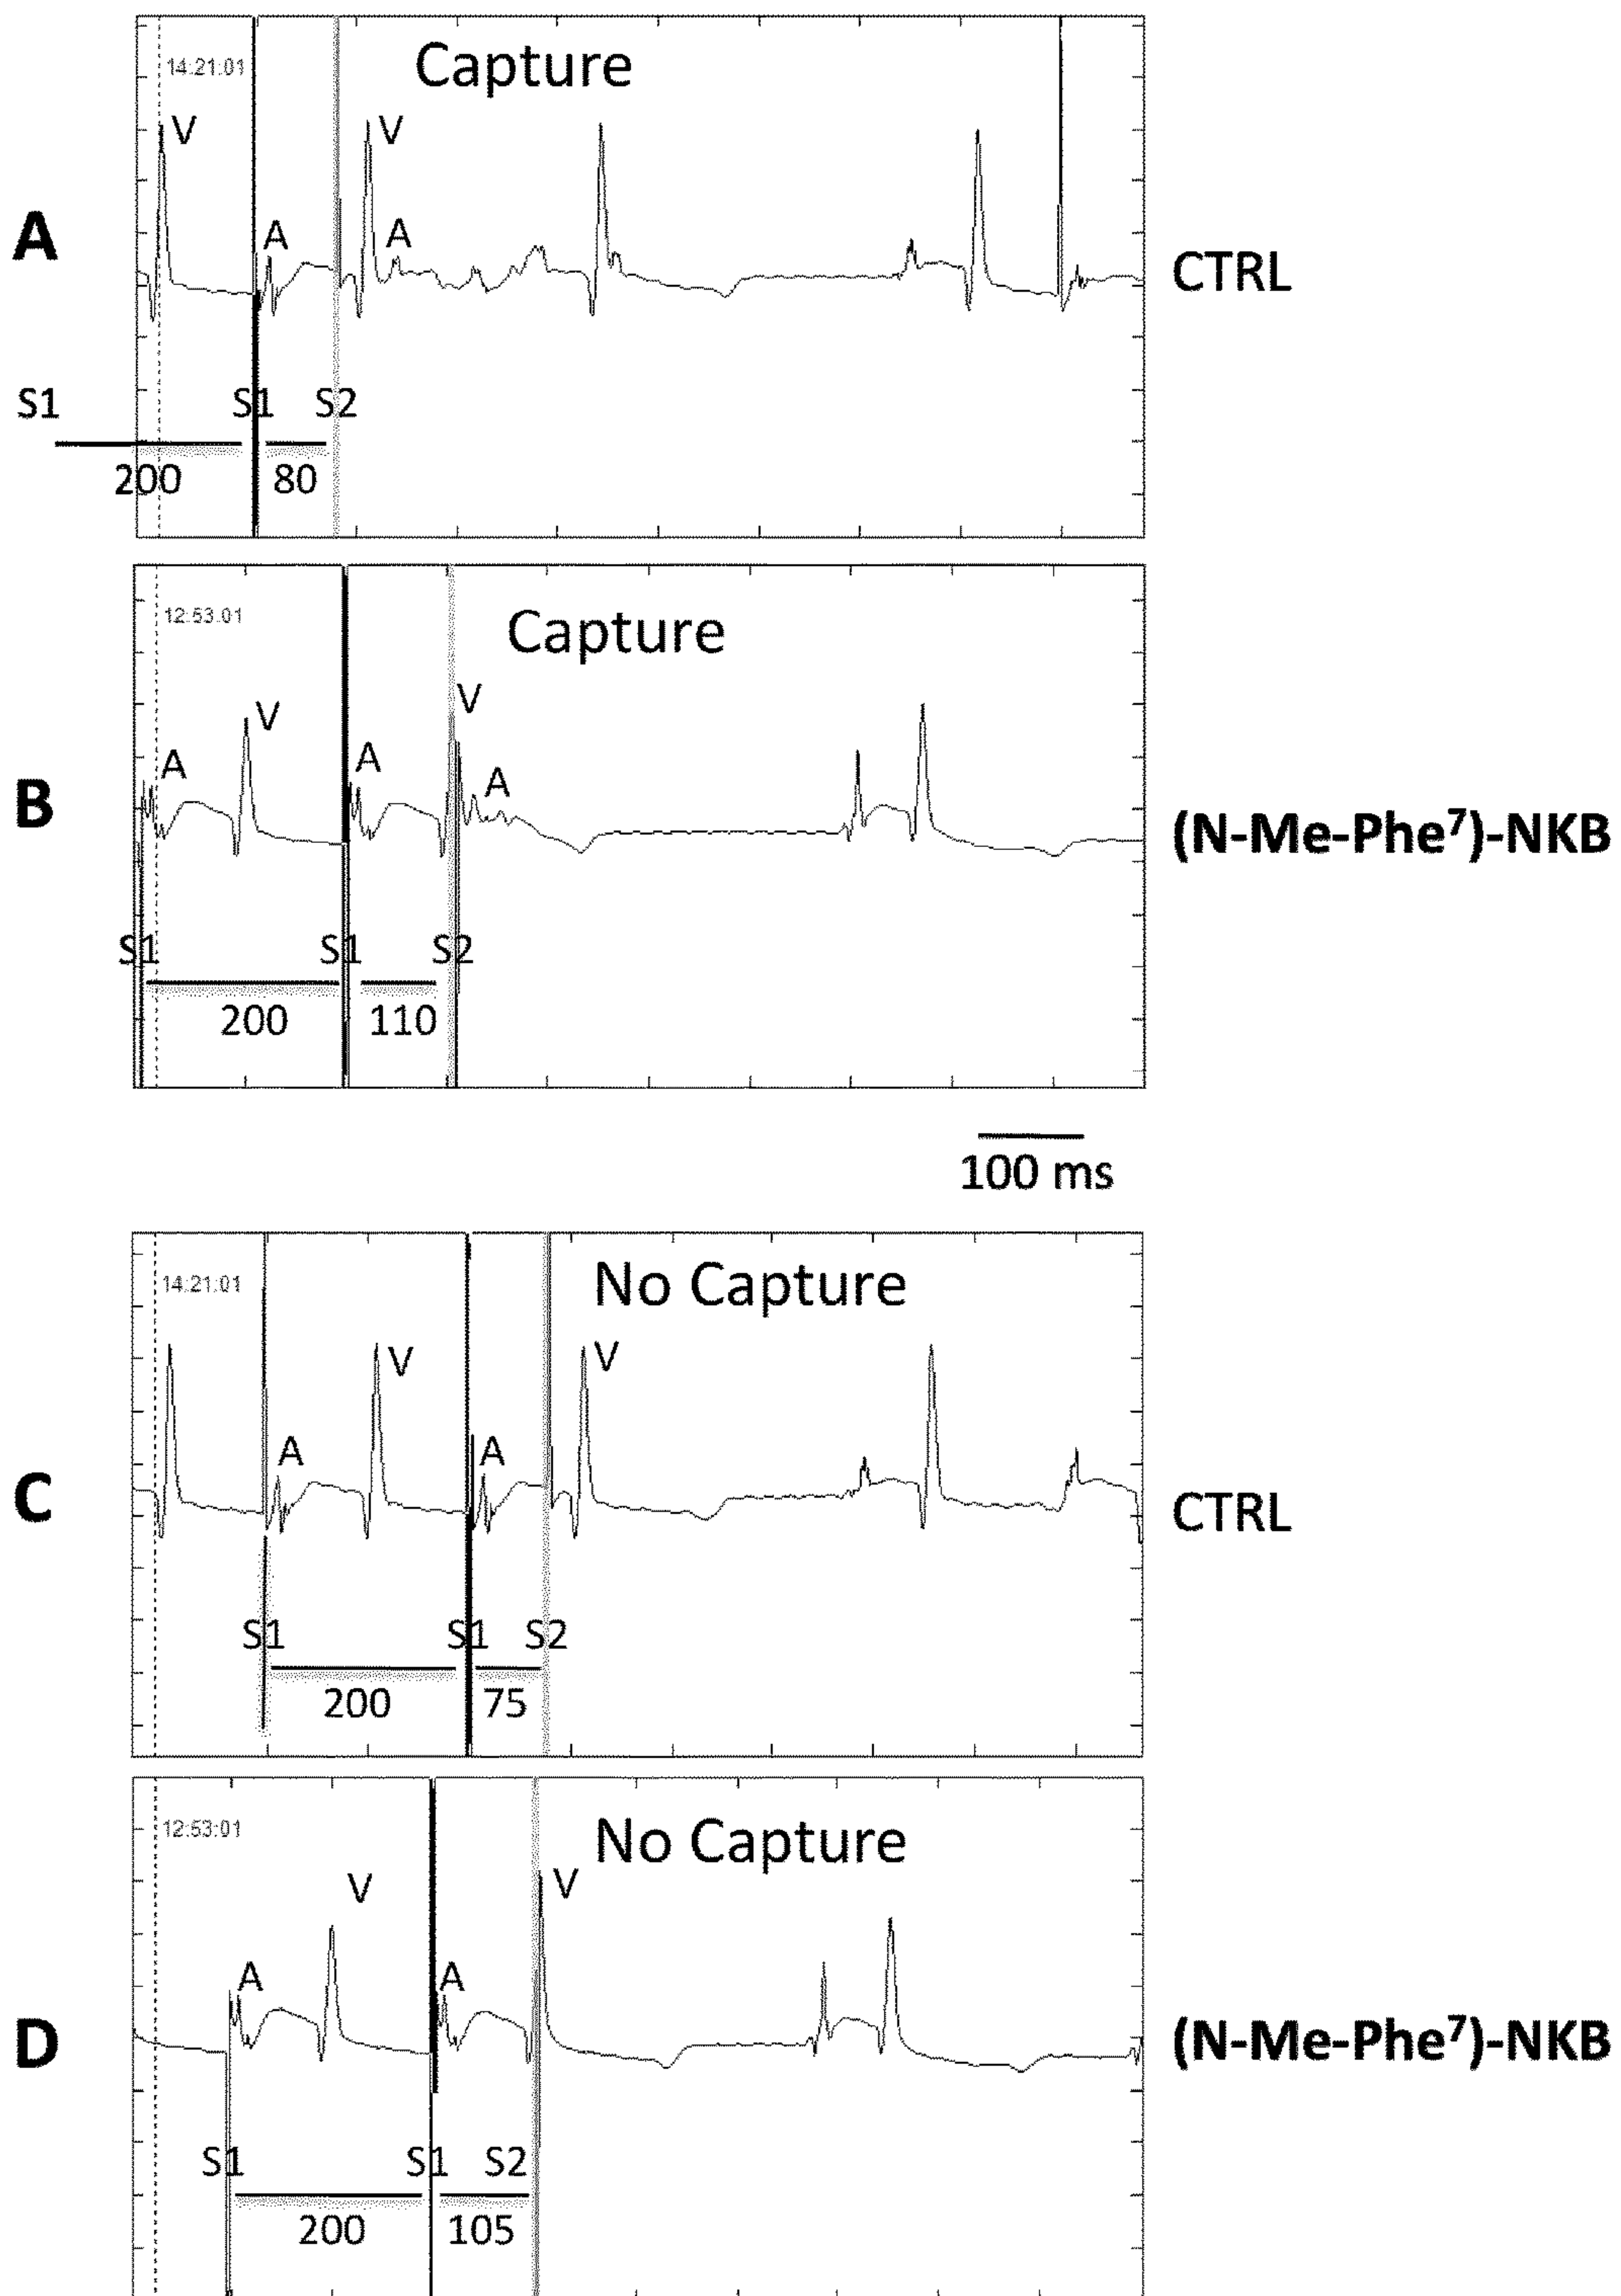 14:21:01
Capture
V
V
A
A
A
CTRL
S1
S1
S2
200
80
12:53:01
Capture
V
V
A
A
A
B
(N-Me-Phe⁷)-NKB
S1
S1
S2
200
110
100 ms
14:21:01
No Capture
V
V
A
A
C
CTRL
S1
S1
S2
200
75
12:53:01
No Capture
V
V
A
A
D
(N-Me-Phe⁷)-NKB
S1
S1
S2
200
105